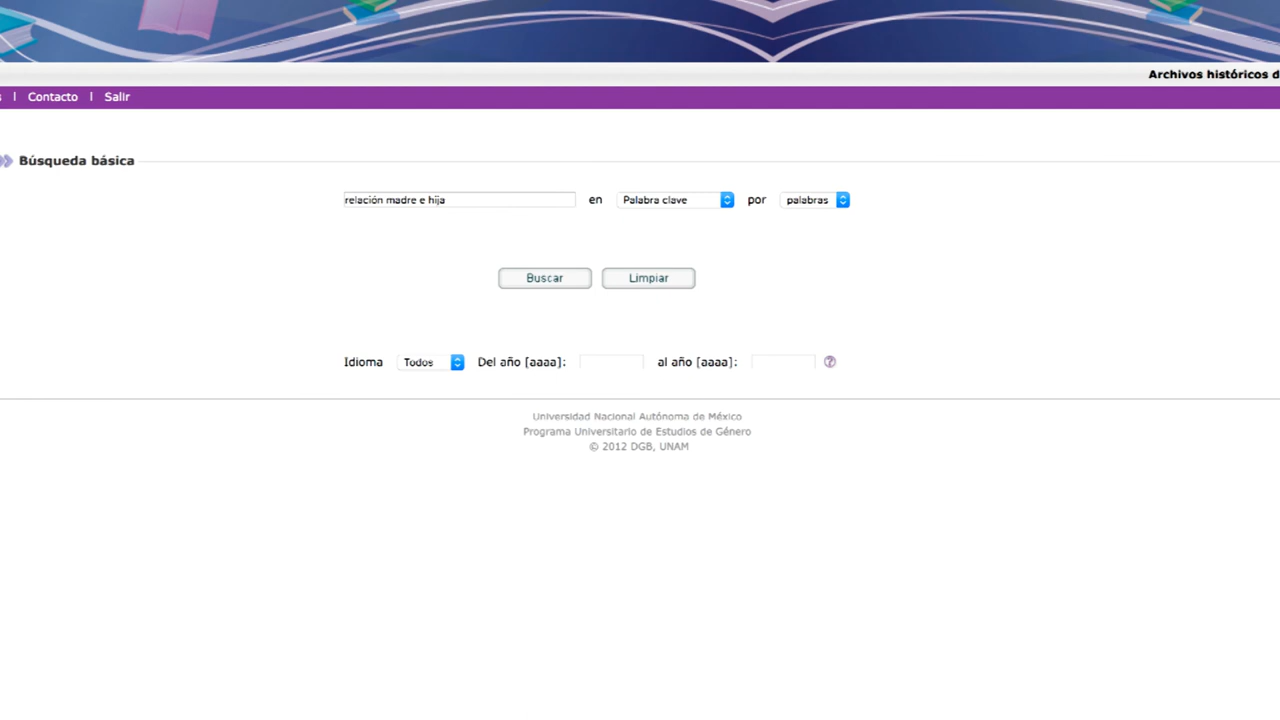 Archivos históricos d
s | Contacto | Salir
Búsqueda básica
relación madre e hija en Palabra clave por palabras
Buscar Limpiar
Idioma Todos Del año [aaaa]: al año [aaaa]: ?
Universidad Nacional Autónoma de México
Programa Universitario de Estudios de Género
© 2012 DGB, UNAM